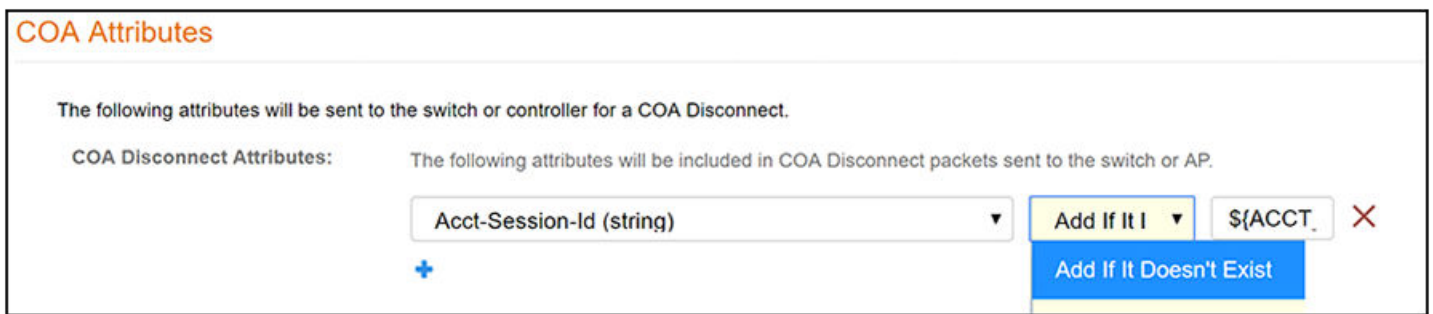 COA Attributes
The following attributes will be sent to the switch or controller for a COA Disconnect.
COA Disconnect Attributes: The following attributes will be included in COA Disconnect packets sent to the switch or AP.
Acct-Session-Id (string) Add If It I ${ACCT_
Add If It Doesn't Exist